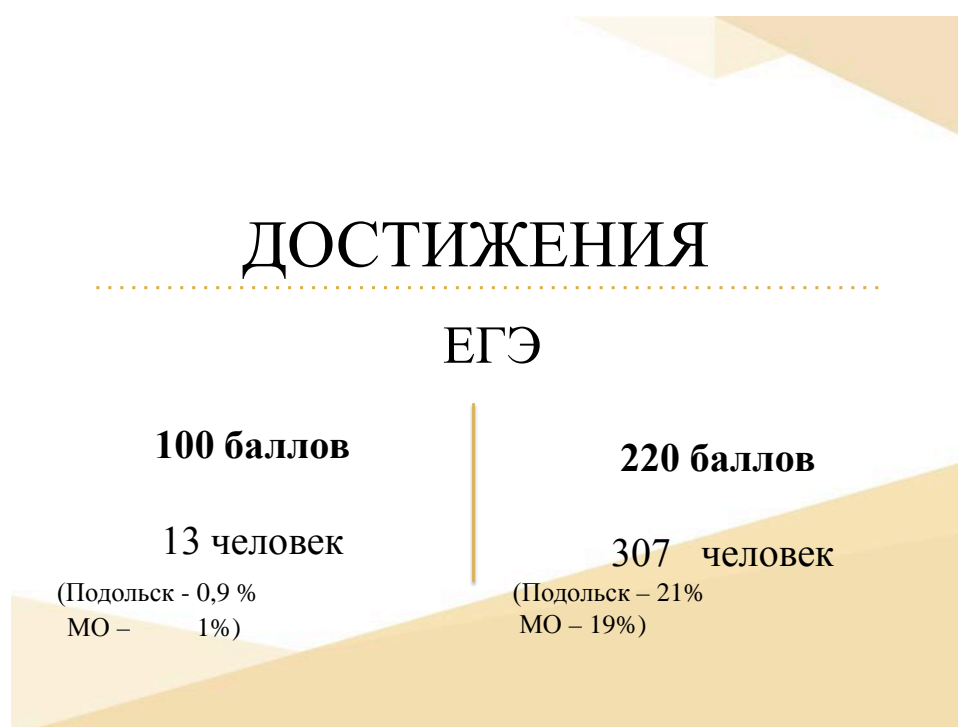 ДОСТИЖЕНИЯ
ЕГЭ
100 баллов
13 человек
(Подольск - 0,9 %
МО – 1%)
220 баллов
307 человек
(Подольск – 21%
МО – 19%)